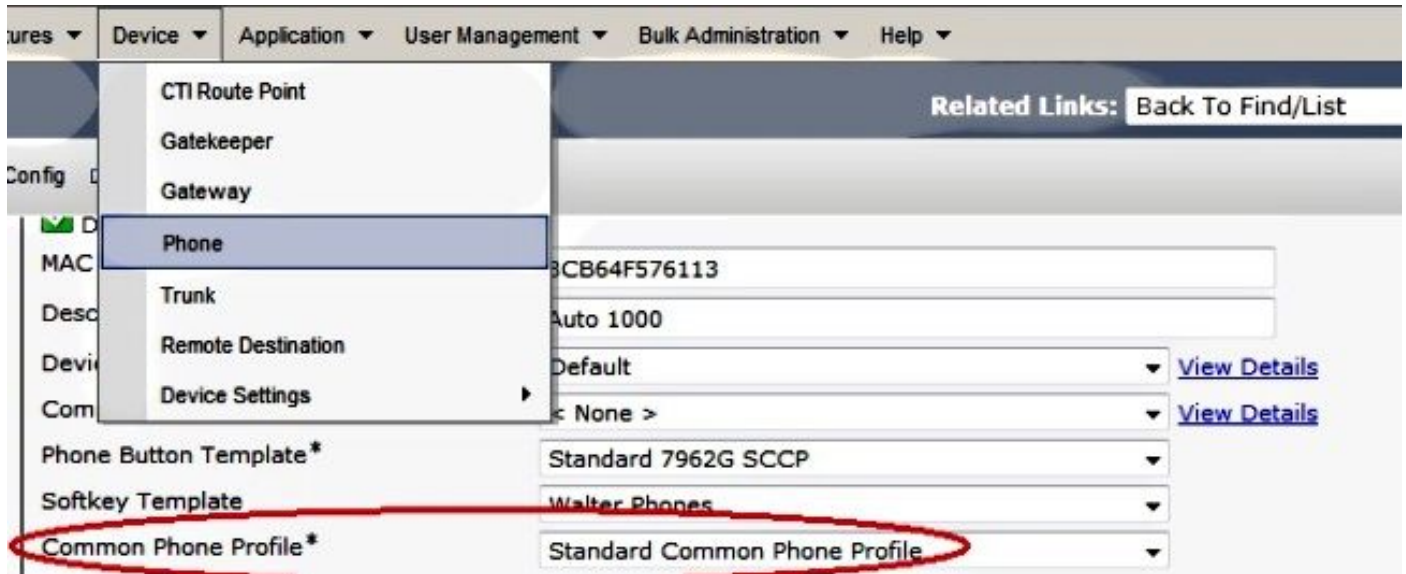 tures Device Application User Management Bulk Administration Help
CTI Route Point
Related Links: Back To Find/List
Gatekeeper
Config
Gateway
D
Phone
MAC 8CB64F576113
Trunk
Desc Auto 1000
Remote Destination
Devi Default View Details
Device Settings
Com < None > View Details
Phone Button Template* Standard 7962G SCCP
Softkey Template Walter Phones
Common Phone Profile* Standard Common Phone Profile